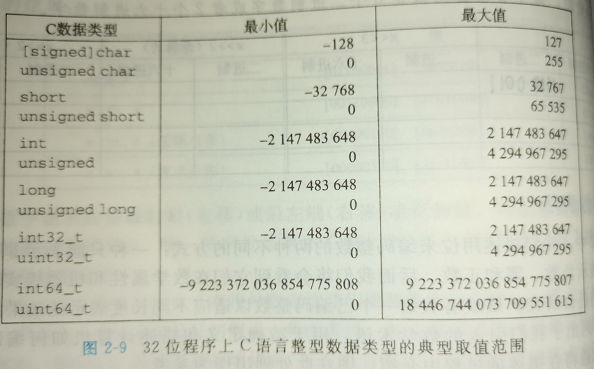 C数据类型 最小值 最大值
[signed]char -128 127
unsigned char 0 255
short -32 768 32 767
unsigned short 0 65 535
int -2 147 483 648 2 147 483 647
unsigned 0 4 294 967 295
long -2 147 483 648 2 147 483 647
unsigned long 0 4 294 967 295
int32_t -2 147 483 648 2 147 483 647
uint32_t 0 4 294 967 295
int64_t -9 223 372 036 854 775 808 9 223 372 036 854 775 807
uint64_t 0 18 446 744 073 709 551 615
图 2-9 32 位程序上 C 语言整型数据类型的典型取值范围